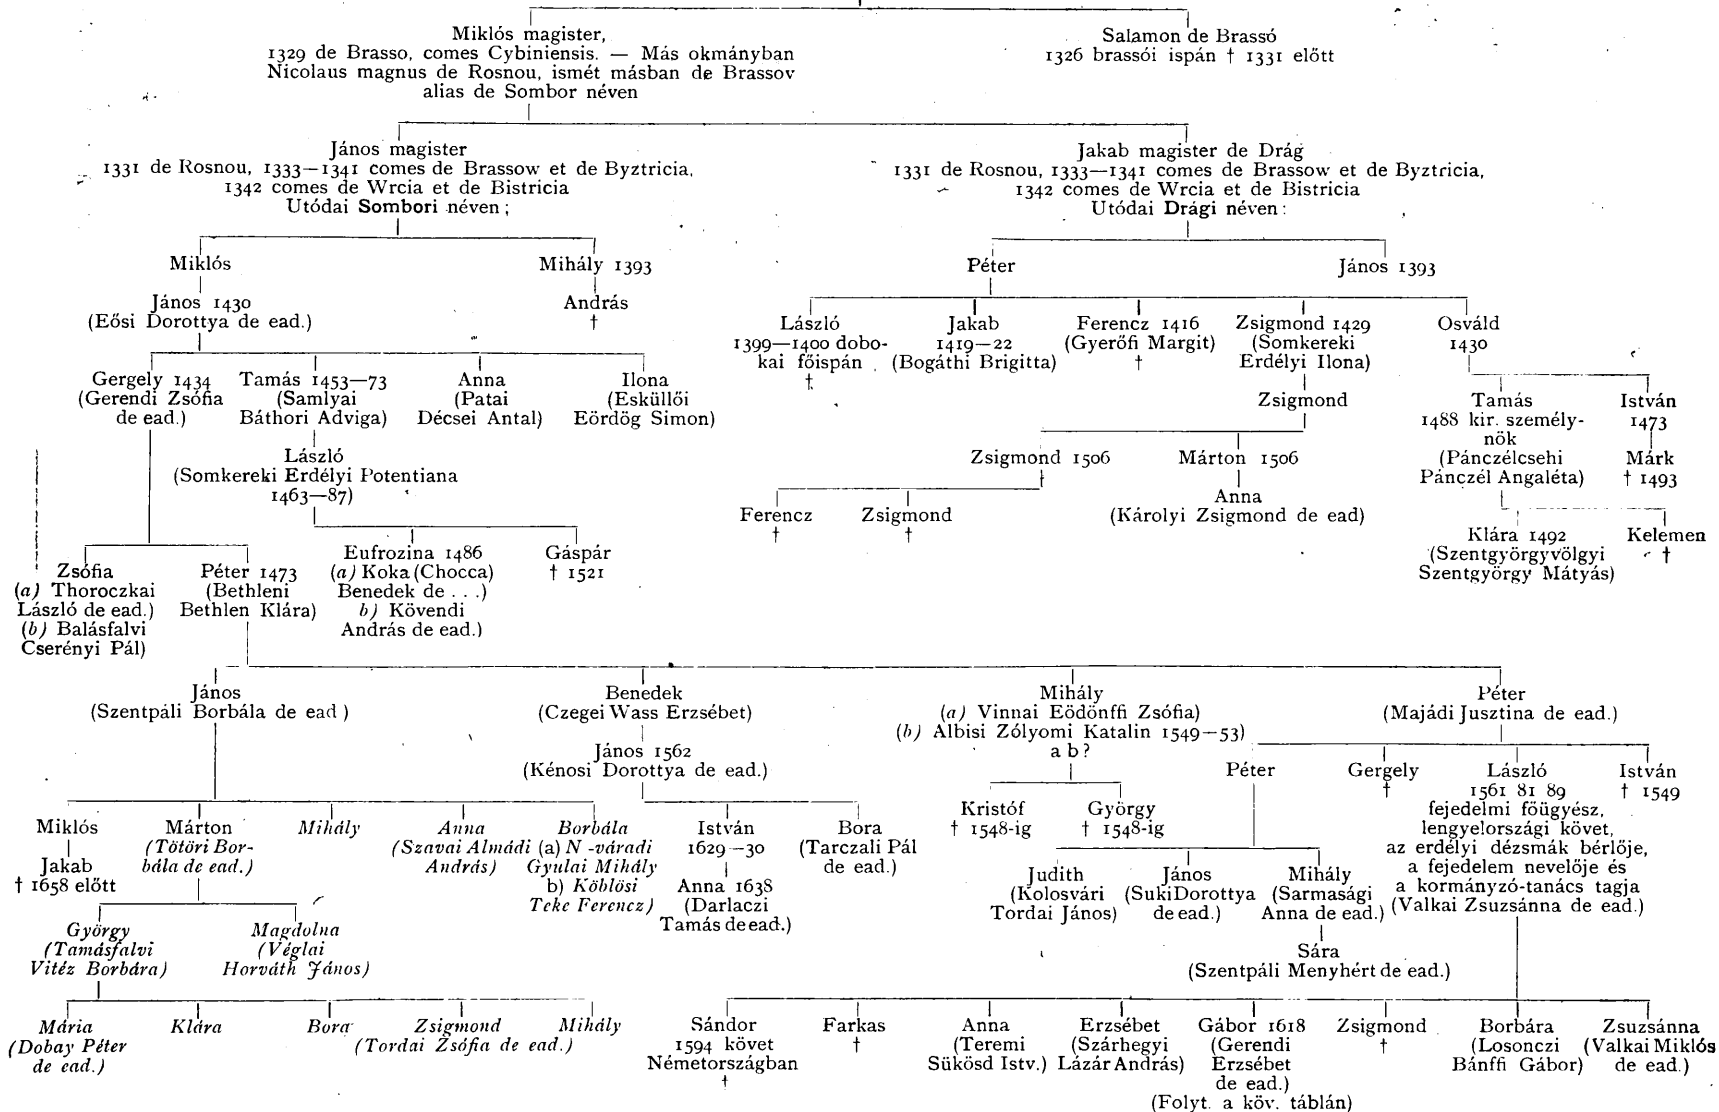 Miklós magister,
1329 de Brasso, comes Cybiniensis. — Más okmányban
Nicolaus magnus de Rosnou, ismét másban de Brassov
alias de Sombor néven
Salamon de Brassó
1326 brassói ispán † 1331 előtt
János magister
1331 de Rosnou, 1333—1341 comes de Brassow et de Byztricia,
1342 comes de Wrcia et de Bistricia
Utódai Sombori néven;
Jakab magister de Drág
1331 de Rosnou, 1333—1341 comes de Brassow et de Byztricia,
1342 comes de Wrcia et de Bistricia
Utódai Drági néven:
Miklós
Mihály 1393
Péter
János 1393
János 1430
(Eősi Dorottya de ead.)
András
†
László
1399—1400 dobo-
kai főispán
†
Jakab
1419—22
(Bogáthi Brigitta)
Ferencz 1416
(Gyerőfi Margit)
†
Zsigmond 1429
(Somkereki
Erdélyi Ilona)
Osváld
1430
Gergely 1434
(Gerendi Zsófia
de ead.)
Tamás 1453—73
(Samlyai
Báthori Adviga)
Anna
(Patai
Décsei Antal)
Ilona
(Esküllői
Eördög Simon)
Zsigmond
Tamás
1488 kir. személy-
nök
(Pánczélcsehi
Pánczél Angaléta)
István
1473
Márk
† 1493
László
(Somkereki Erdélyi Potentiana
1463—87)
Zsigmond 1506
Márton 1506
Ferencz
†
Zsigmond
†
Anna
(Károlyi Zsigmond de ead)
Klára 1492
(Szentgyörgyvölgyi
Szentgyörgy Mátyás)
Kelemen
†
Zsófia
(a) Thoroczkai
László de ead.)
(b) Balásfalvi
Cserényi Pál)
Péter 1473
(Bethleni
Bethlen Klára)
Eufrozina 1486
(a) Koka (Chocca)
Benedek de . . .)
b) Kövendi
András de ead.)
Gáspár
† 1521
János
(Szentpáli Borbála de ead )
Benedek
(Czegei Wass Erzsébet)
Mihály
(a) Vinnai Eödönffi Zsófia)
(b) Albisi Zólyomi Katalin 1549—53)
a b ?
Péter
(Majádi Jusztina de ead.)
János 1562
(Kénosi Dorottya de ead.)
Kristóf
† 1548-ig
György
† 1548-ig
Péter
Gergely
†
László
1561 81 89
fejedelmi főügyész,
lengyelországi követ,
az erdélyi dézsmák bérlője,
a fejedelem nevelője és
a kormányzó-tanács tagja
(Valkai Zsuzsánna de ead.)
István
† 1549
Miklós
Jakab
† 1658 előtt
Márton
(Tötöri Bor-
bála de ead.)
Mihály
Anna
(Szavai Almádi
András)
Borbála
(a) N -váradi
Gyulai Mihály
b) Köblösi
Teke Ferencz)
István
1629—30
Anna 1638
(Darlaczi
Tamás de ead.)
Bora
(Tarczali Pál
de ead.)
Judith
(Kolosvári
Tordai János)
János
(Suki Dorottya
de ead.)
Mihály
(Sarmasági
Anna de ead.)
Sára
(Szentpáli Menyhért de ead.)
György
(Tamásfalvi
Vitéz Borbára)
Magdolna
(Véglai
Horváth János)
Mária
(Dobay Péter
de ead.)
Klára
Bora
Zsigmond
(Tordai Zsófia de ead.)
Mihály
Sándor
1594 követ
Németországban
†
Farkas
†
Anna
(Teremi
Sükösd Istv.)
Erzsébet
(Szárhegyi
Lázár András)
Gábor 1618
(Gerendi
Erzsébet
de ead.)
(Folyt. a köv. táblán)
Zsigmond
†
Borbára
(Losonczi
Bánffi Gábor)
Zsuzsánna
(Valkai Miklós
de ead.)